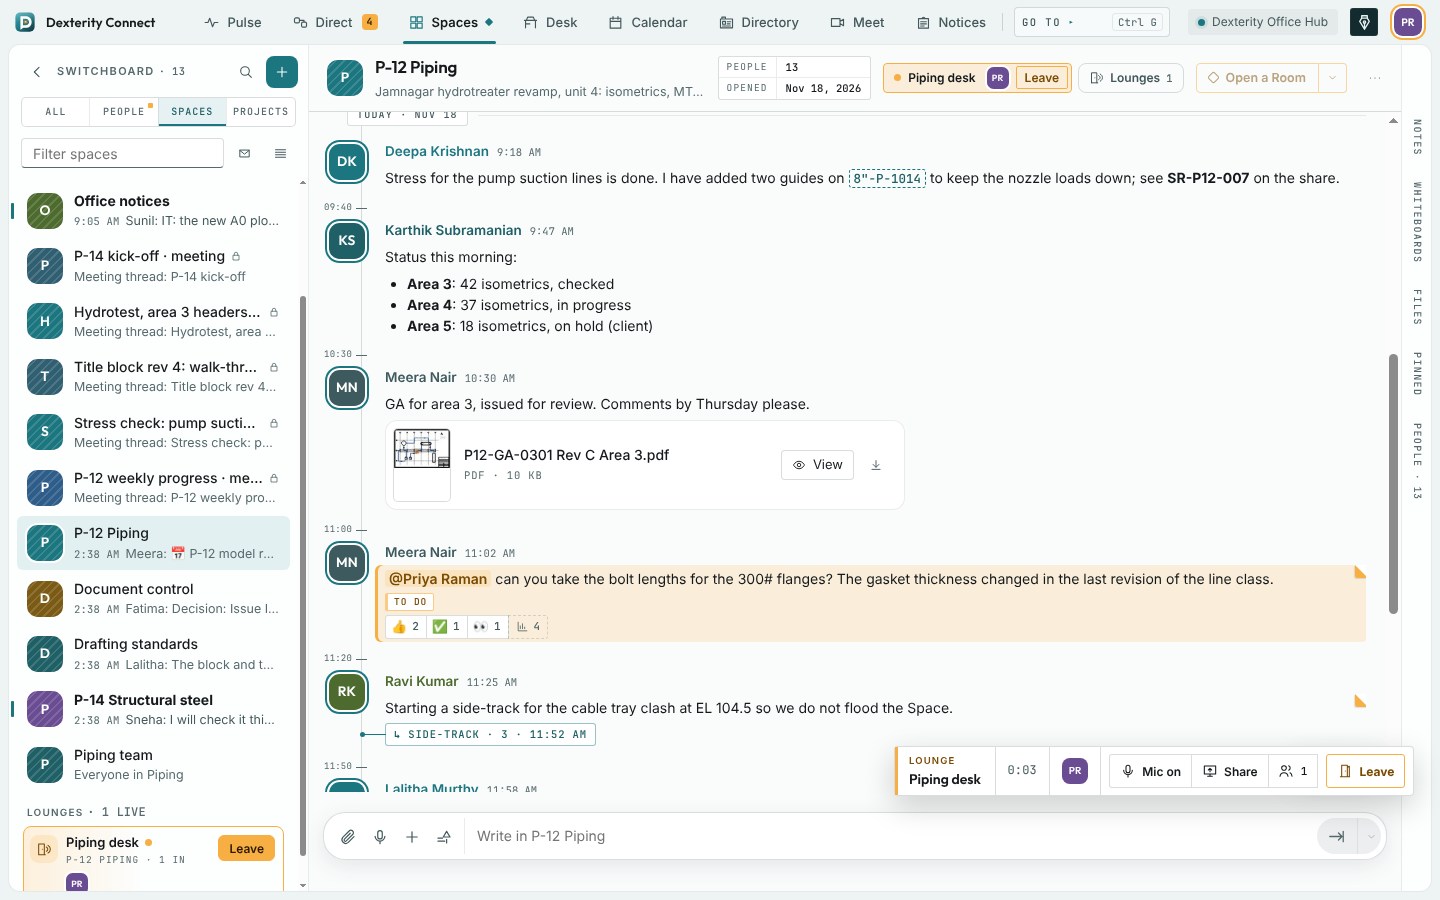 Dexterity Connect
Pulse
Direct 4
Spaces
Desk
Calendar
Directory
Meet
Notices
GO TO
Ctrl G
Dexterity Office Hub
PR
SWITCHBOARD · 13
ALL
PEOPLE
SPACES
PROJECTS
Filter spaces
O
Office notices
9:05 AM Sunil: IT: the new A0 plo...
P
P-14 kick-off · meeting
Meeting thread: P-14 kick-off
H
Hydrotest, area 3 headers...
Meeting thread: Hydrotest, area ...
T
Title block rev 4: walk-thr...
Meeting thread: Title block rev 4...
S
Stress check: pump sucti...
Meeting thread: Stress check: p...
P
P-12 weekly progress · me...
Meeting thread: P-12 weekly pro...
P
P-12 Piping
2:38 AM Meera: 📅 P-12 model r...
D
Document control
2:38 AM Fatima: Decision: Issue I...
D
Drafting standards
2:38 AM Lalitha: The block and t...
P
P-14 Structural steel
2:38 AM Sneha: I will check it thi...
P
Piping team
Everyone in Piping
LOUNGES · 1 LIVE
Piping desk
P-12 PIPING · 1 IN
Leave
PR
P
P-12 Piping
Jamnagar hydrotreater revamp, unit 4: isometrics, MT...
PEOPLE 13
OPENED Nov 18, 2026
Piping desk PR Leave
Lounges 1
Open a Room
TODAY · NOV 18
DK
Deepa Krishnan 9:18 AM
Stress for the pump suction lines is done. I have added two guides on 8"-P-1014 to keep the nozzle loads down; see SR-P12-007 on the share.
09:40
KS
Karthik Subramanian 9:47 AM
Status this morning:
• Area 3: 42 isometrics, checked
• Area 4: 37 isometrics, in progress
• Area 5: 18 isometrics, on hold (client)
10:30
MN
Meera Nair 10:30 AM
GA for area 3, issued for review. Comments by Thursday please.
P12-GA-0301 Rev C Area 3.pdf
PDF · 10 KB
View
11:00
MN
Meera Nair 11:02 AM
@Priya Raman can you take the bolt lengths for the 300# flanges? The gasket thickness changed in the last revision of the line class.
TO DO
👍 2 ✅ 1 👀 1 4
11:20
RK
Ravi Kumar 11:25 AM
Starting a side-track for the cable tray clash at EL 104.5 so we do not flood the Space.
↳ SIDE-TRACK · 3 · 11:52 AM
11:50
Lalitha Murthy 11:58 AM
LOUNGE
Piping desk
0:03
PR
Mic on
Share
1
Leave
Write in P-12 Piping
NOTES
WHITEBOARDS
FILES
PINNED
PEOPLE · 13